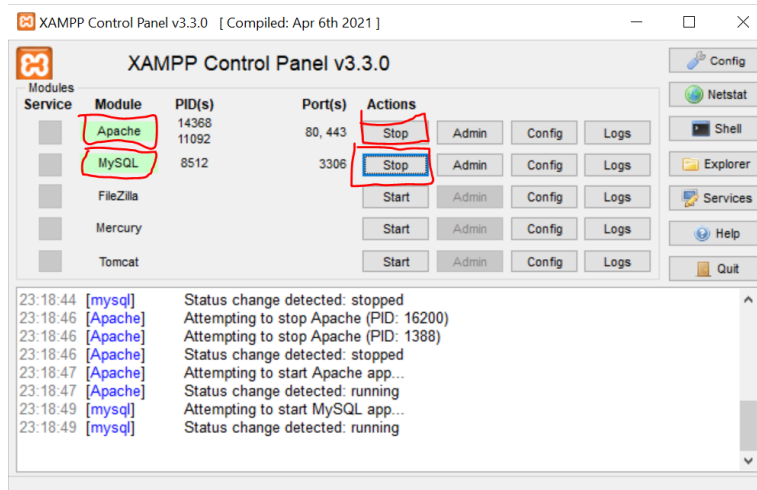 XAMPP Control Panel v3.3.0 [ Compiled: Apr 6th 2021 ]
XAMPP Control Panel v3.3.0
Config
Modules
Service Module PID(s) Port(s) Actions
Netstat
Apache 14368 11092 80, 443 Stop Admin Config Logs
Shell
MySQL 8512 3306 Stop Admin Config Logs
Explorer
FileZilla Start Admin Config Logs
Services
Mercury Start Admin Config Logs
Help
Tomcat Start Admin Config Logs
Quit
23:18:44 [mysql] Status change detected: stopped
23:18:46 [Apache] Attempting to stop Apache (PID: 16200)
23:18:46 [Apache] Attempting to stop Apache (PID: 1388)
23:18:46 [Apache] Status change detected: stopped
23:18:47 [Apache] Attempting to start Apache app...
23:18:47 [Apache] Status change detected: running
23:18:49 [mysql] Attempting to start MySQL app...
23:18:49 [mysql] Status change detected: running